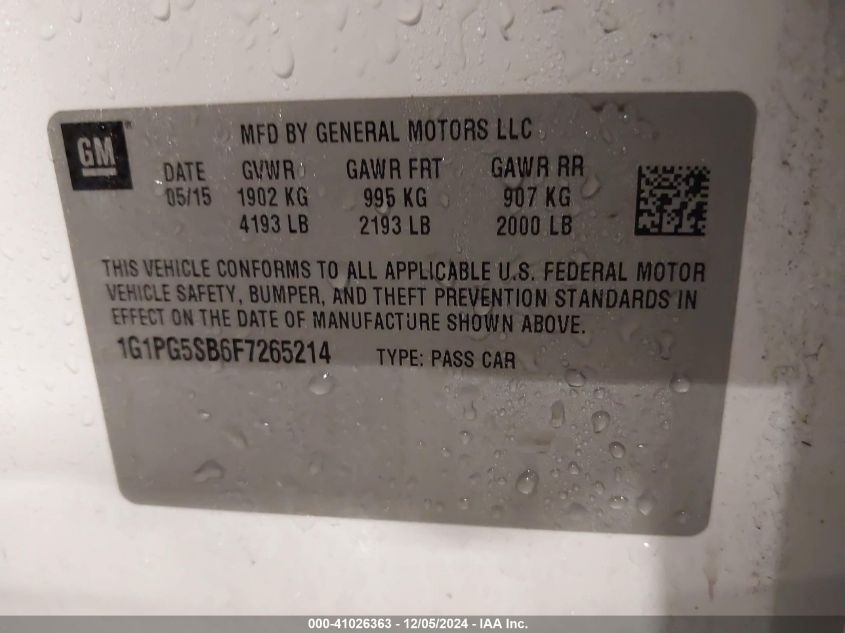 GM
MFD BY GENERAL MOTORS LLC
DATE GVWR GAWR FRT GAWR RR
05/15 1902 KG 995 KG 907 KG
4193 LB 2193 LB 2000 LB
THIS VEHICLE CONFORMS TO ALL APPLICABLE U.S. FEDERAL MOTOR
VEHICLE SAFETY, BUMPER, AND THEFT PREVENTION STANDARDS IN
EFFECT ON THE DATE OF MANUFACTURE SHOWN ABOVE.
1G1PG5SB6F7265214 TYPE: PASS CAR
000-41026363 - 12/05/2024 - IAA Inc.